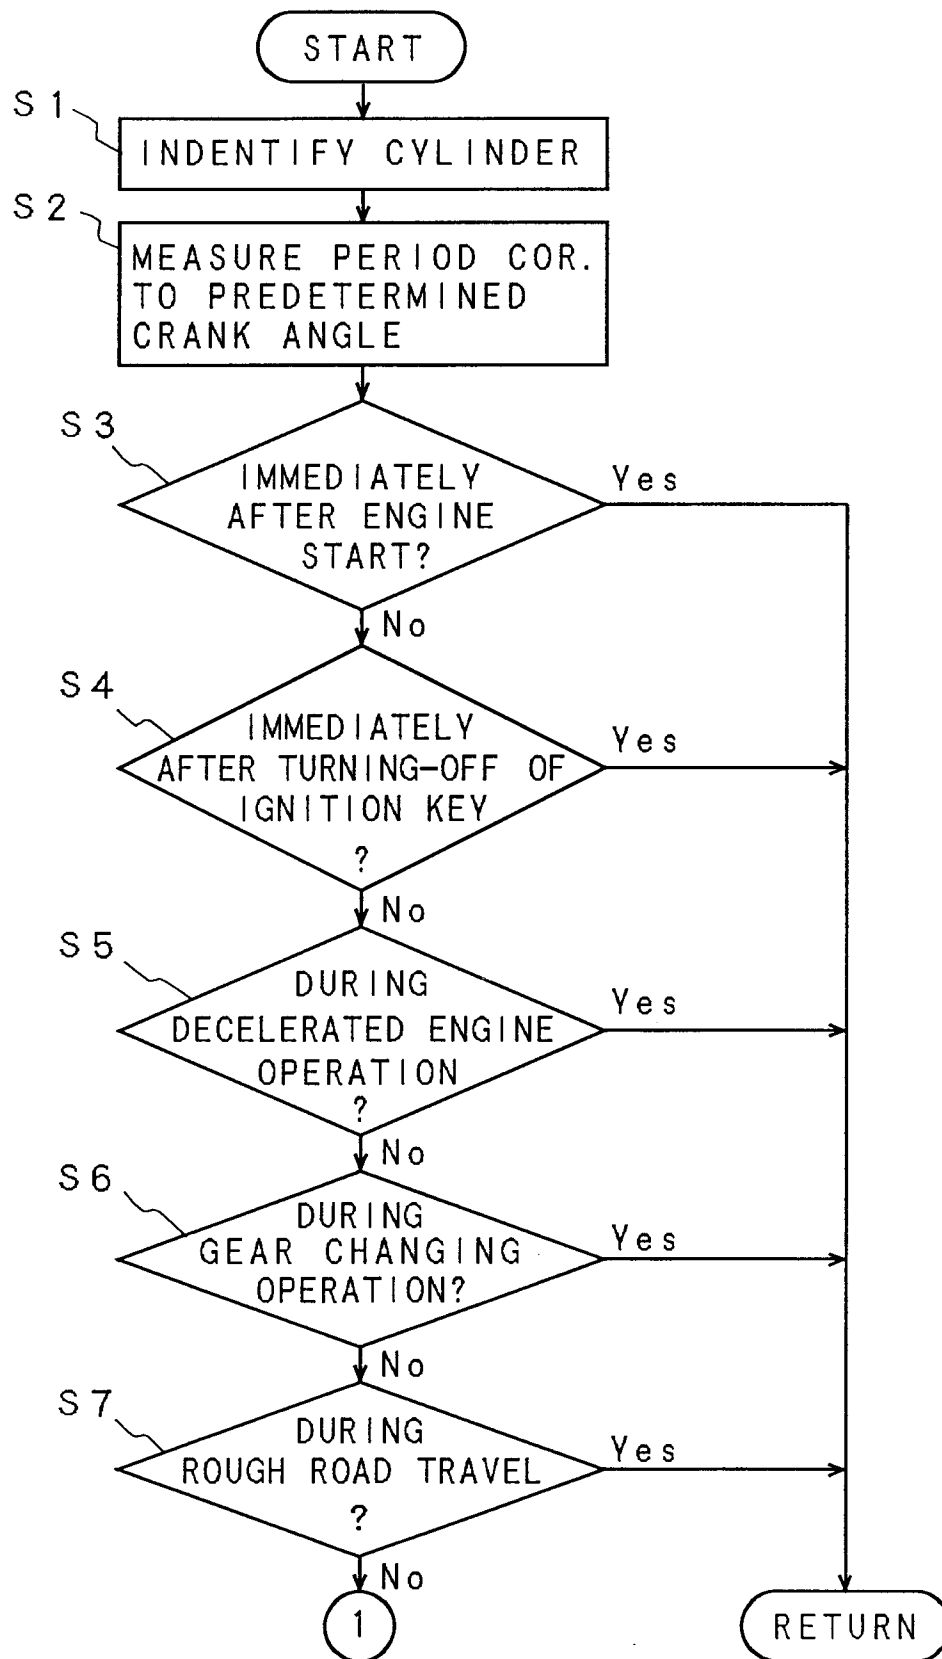 START
S1
INDENTIFY CYLINDER
S2
MEASURE PERIOD COR.
TO PREDETERMINED
CRANK ANGLE
S3
IMMEDIATELY
AFTER ENGINE
START?
Yes
No
S4
IMMEDIATELY
AFTER TURNING-OFF OF
IGNITION KEY
?
Yes
No
S5
DURING
DECELERATED ENGINE
OPERATION
?
Yes
No
S6
DURING
GEAR CHANGING
OPERATION?
Yes
No
S7
DURING
ROUGH ROAD TRAVEL
?
Yes
No
1
RETURN